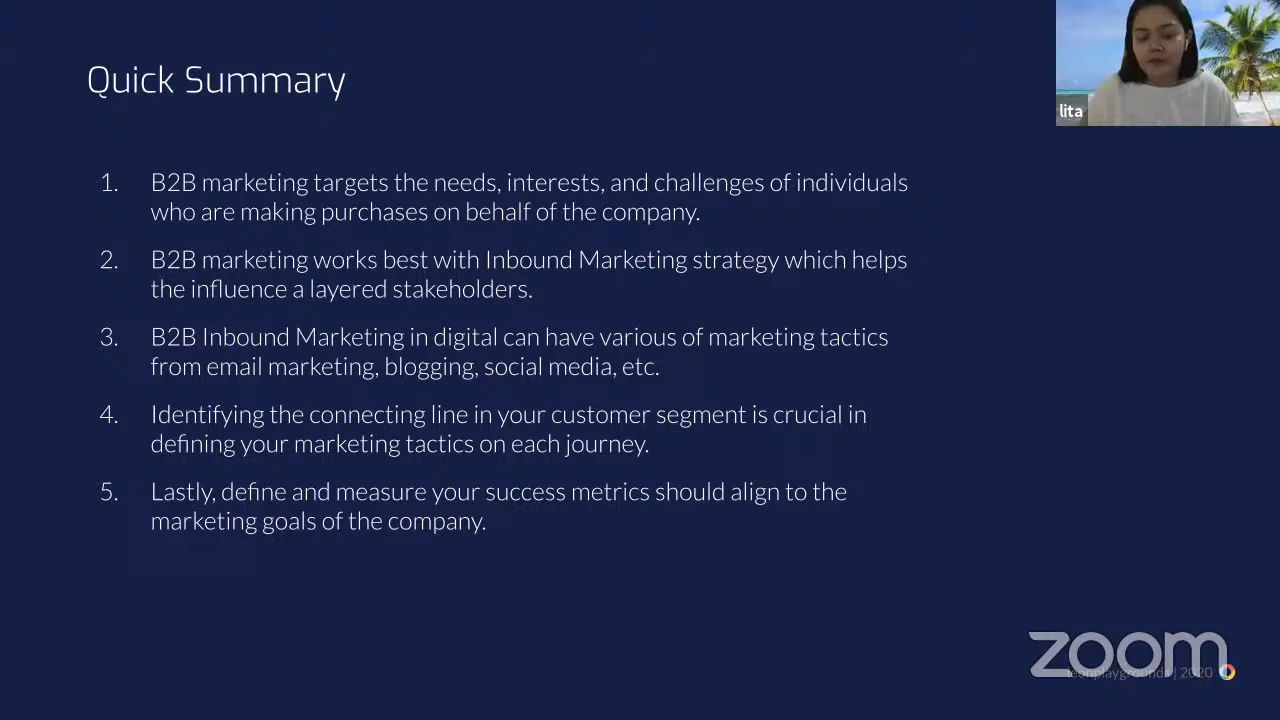 Quick Summary
lita
1. B2B marketing targets the needs, interests, and challenges of individuals
who are making purchases on behalf of the company.
2. B2B marketing works best with Inbound Marketing strategy which helps
the influence a layered stakeholders.
3. B2B Inbound Marketing in digital can have various of marketing tactics
from email marketing, blogging, social media, etc.
4. Identifying the connecting line in your customer segment is crucial in
defining your marketing tactics on each journey.
5. Lastly, define and measure your success metrics should align to the
marketing goals of the company.
zoom
| 2020